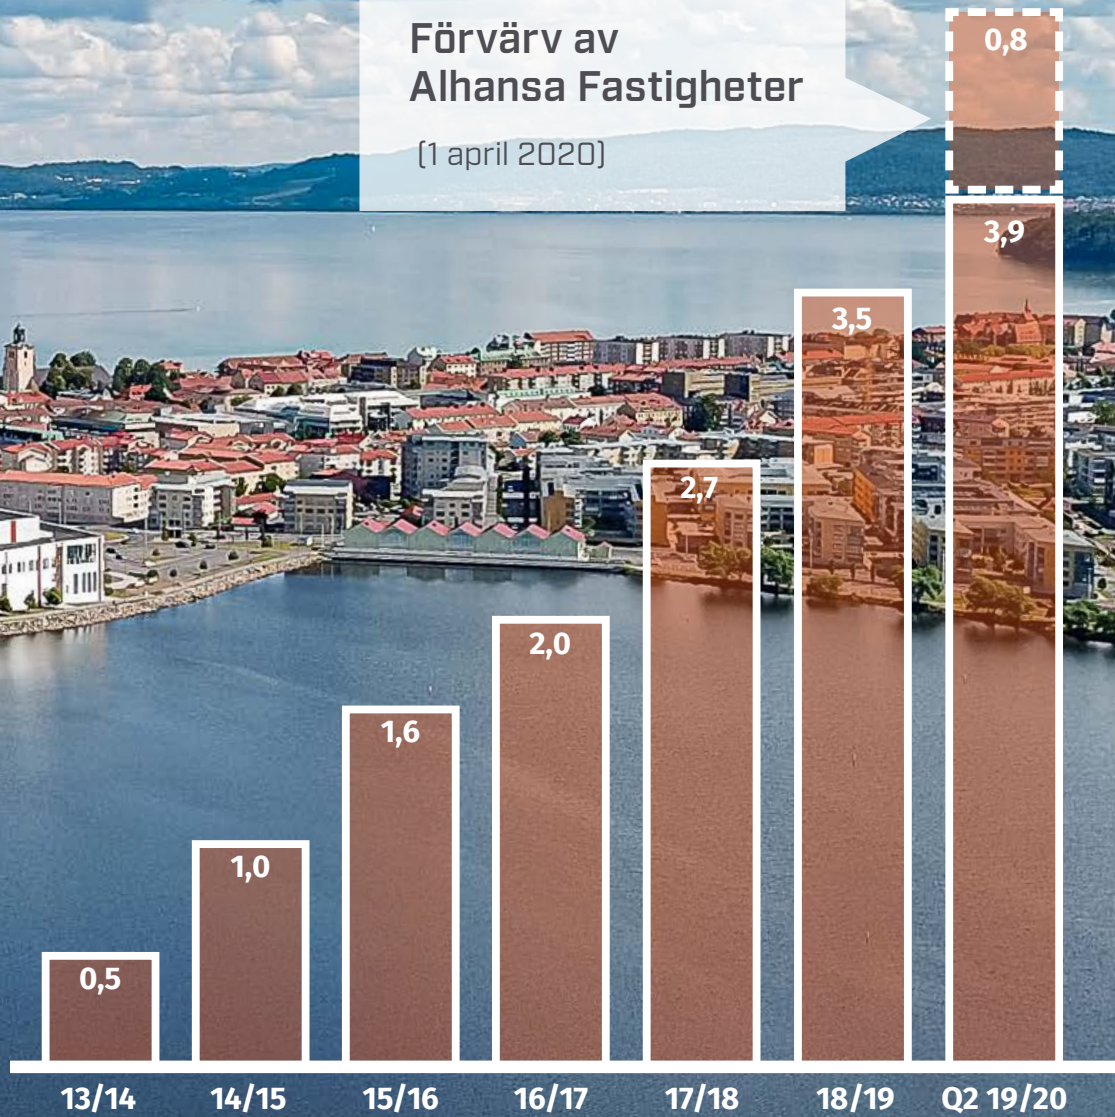 Förvärv av
Alhansa Fastigheter
(1 april 2020)
0,8
3,9
3,5
2,7
2,0
1,6
1,0
0,5
13/14 14/15 15/16 16/17 17/18 18/19 Q2 19/20